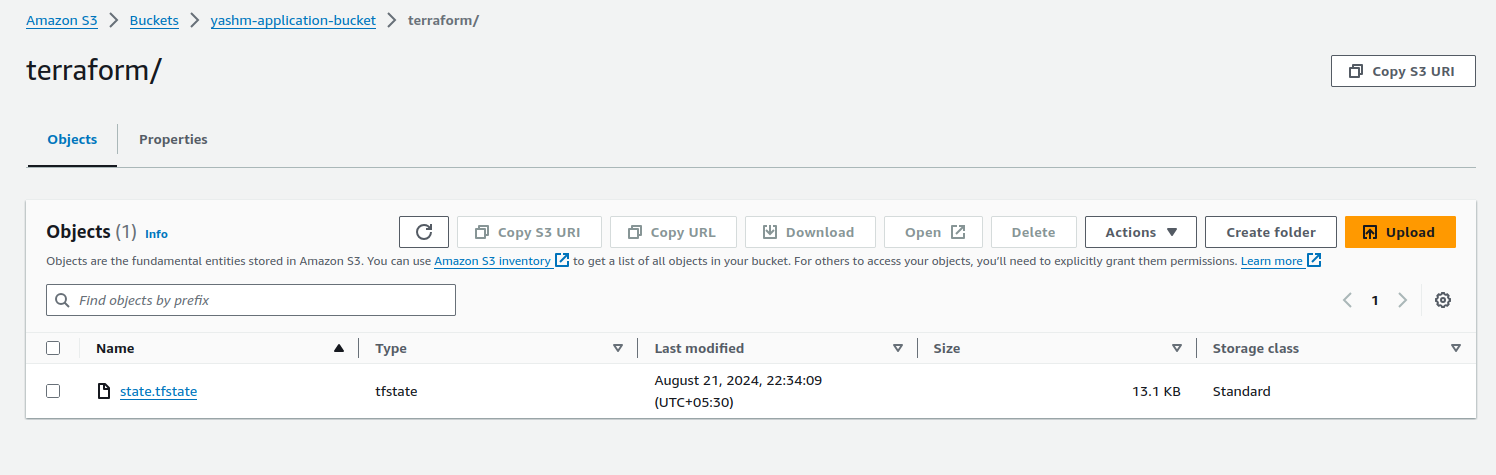 Amazon S3 > Buckets > yashm-application-bucket > terraform/
terraform/
Copy S3 URI
Objects
Properties
Objects (1) Info
Copy S3 URI
Copy URL
Download
Open
Delete
Actions
Create folder
Upload
Objects are the fundamental entities stored in Amazon S3. You can use Amazon S3 inventory to get a list of all objects in your bucket. For others to access your objects, you'll need to explicitly grant them permissions. Learn more
Find objects by prefix
1
Name Type Last modified Size Storage class
state.tfstate tfstate August 21, 2024, 22:34:09 13.1 KB Standard
(UTC+05:30)